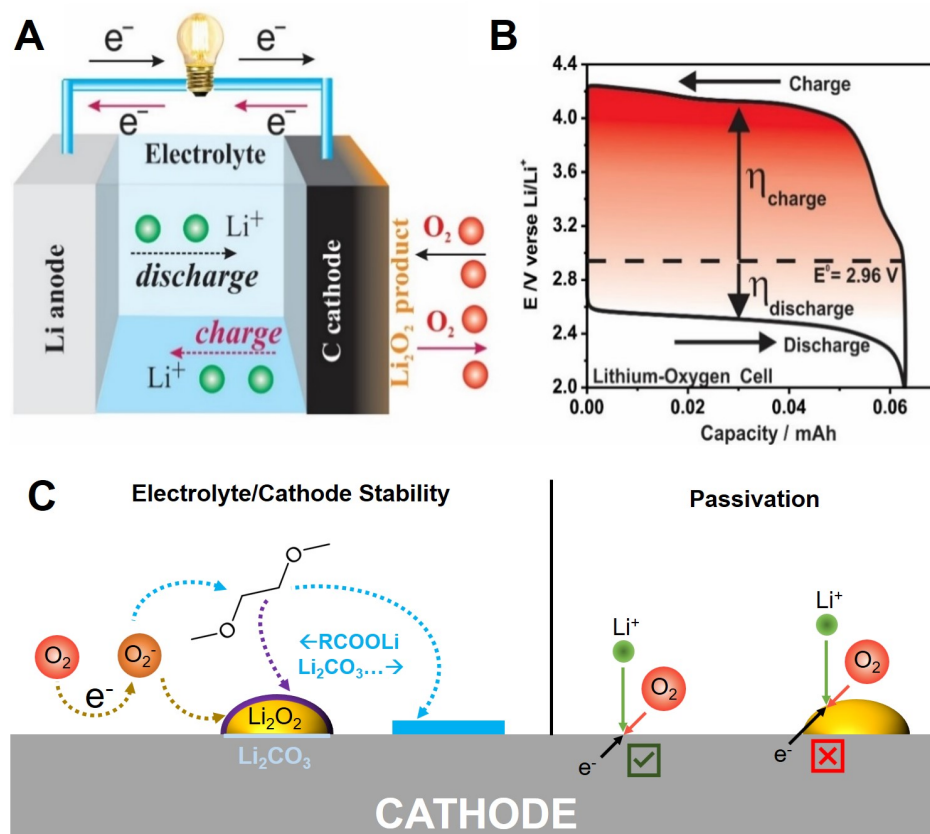 A
e⁻
e⁻
e⁻
e⁻
Electrolyte
Li⁺
discharge
charge
Li⁺
Li anode
C cathode
Li₂O₂ product
O₂
O₂
B
E /V verse Li/Li⁺
4.4
4.0
3.6
3.2
2.8
2.4
2.0
Charge
ηcharge
E⁰= 2.96 V
ηdischarge
Discharge
Lithium-Oxygen Cell
0.00
0.02
0.04
0.06
Capacity / mAh
C
Electrolyte/Cathode Stability
O
O
O₂
O₂⁻
e⁻
←RCOOLi
Li₂CO₃…→
Li₂O₂
Li₂CO₃
Passivation
Li⁺
O₂
e⁻
Li⁺
O₂
e⁻
CATHODE